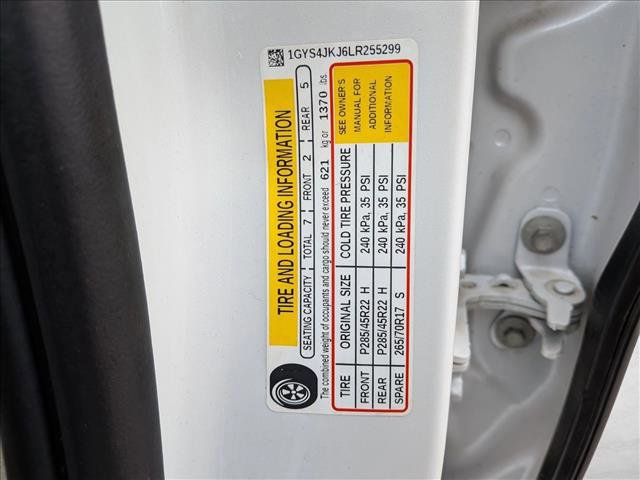 1GYS4JKJ6LR255299
TIRE AND LOADING INFORMATION
SEATING CAPACITY TOTAL 7 FRONT 2 REAR 5
The combined weight of occupants and cargo should never exceed 621 kg or 1370 lbs.
TIRE ORIGINAL SIZE COLD TIRE PRESSURE
FRONT P285/45R22 H 240 kPa, 35 PSI
REAR P285/45R22 H 240 kPa, 35 PSI
SPARE 265/70R17 S 240 kPa, 35 PSI
SEE OWNER'S
MANUAL FOR
ADDITIONAL
INFORMATION